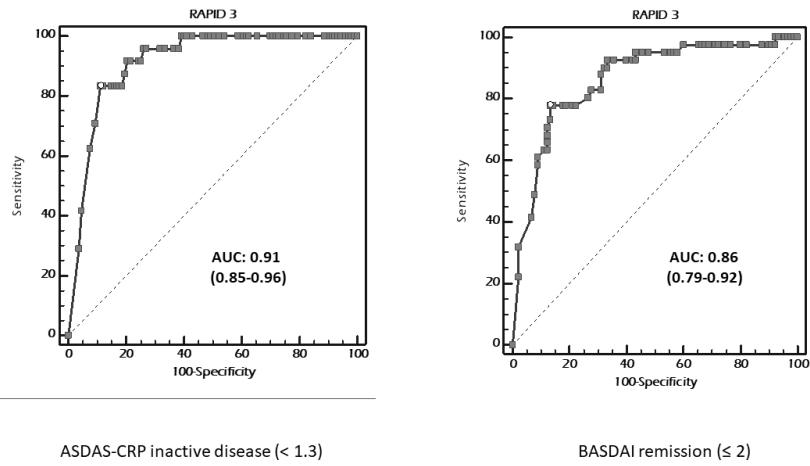 RAPID 3
100
80
60
40
20
0
Sensitivity
AUC: 0.91
(0.85-0.96)
0 20 40 60 80 100
100-Specificity
ASDAS-CRP inactive disease (< 1.3)
RAPID 3
100
80
60
40
20
0
Sensitivity
AUC: 0.86
(0.79-0.92)
0 20 40 60 80 100
100-Specificity
BASDAI remission (≤ 2)